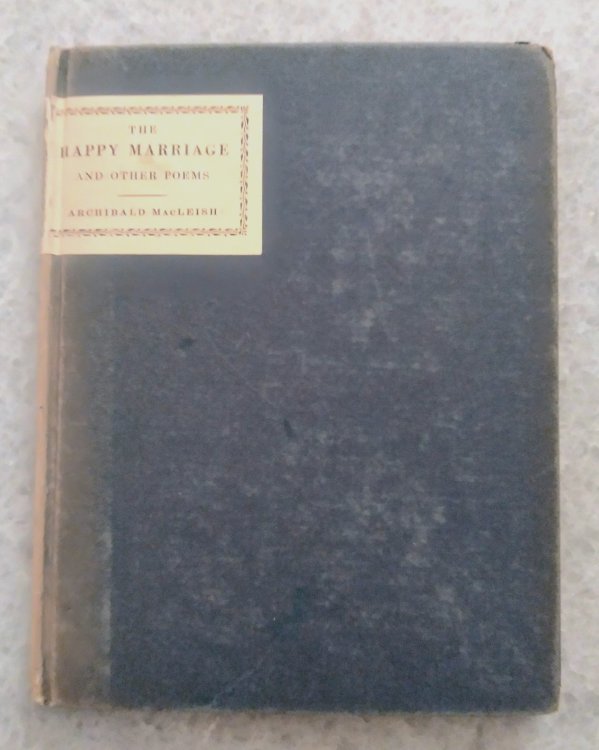 THE
HAPPY MARRIAGE
AND OTHER POEMS
ARCHIBALD MacLEISH